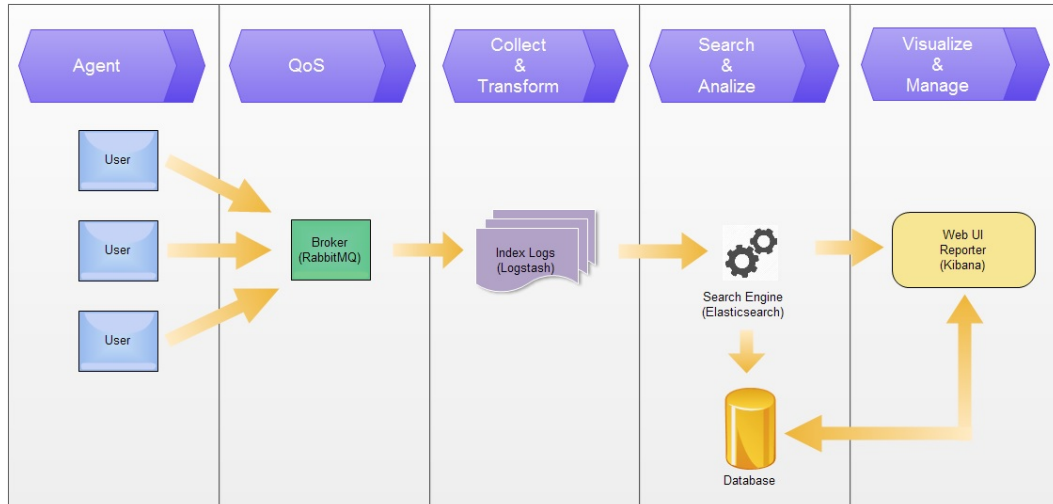 Agent
QoS
Collect
&
Transform
Search
&
Analize
Visualize
&
Manage
User
User
User
Broker
(RabbitMQ)
Index Logs
(Logstash)
Search Engine
(Elasticsearch)
Database
Web UI
Reporter
(Kibana)